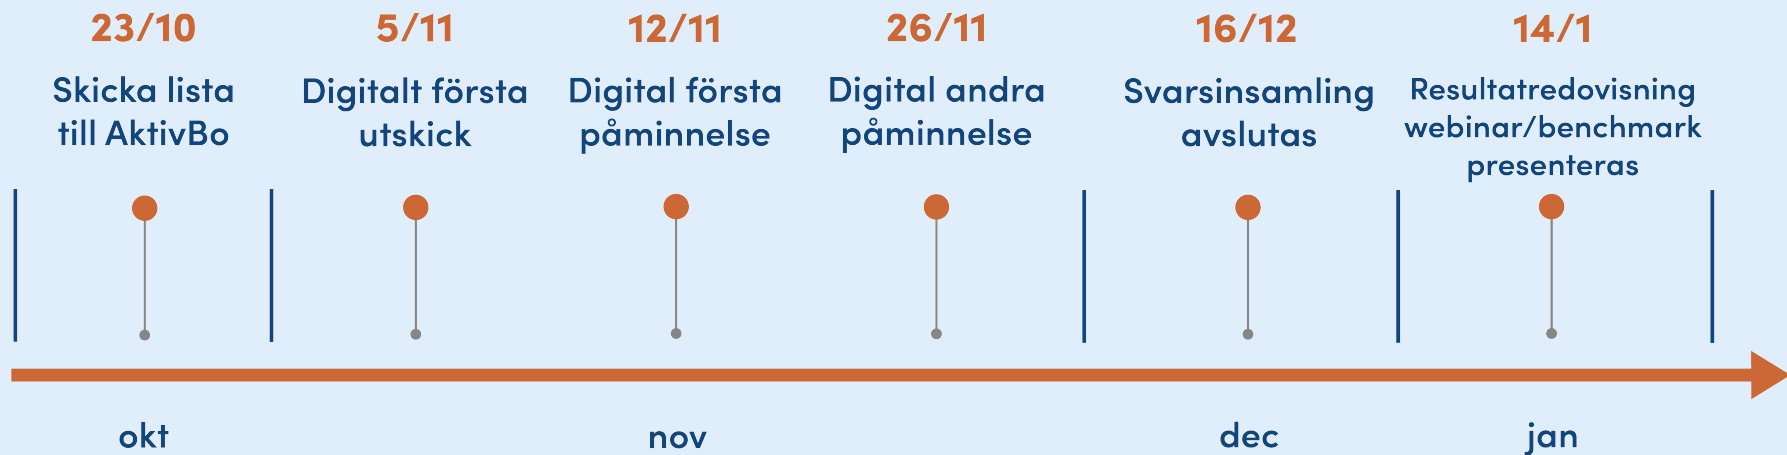 23/10
Skicka lista
till AktivBo
5/11
Digitalt första
utskick
12/11
Digital första
påminnelse
26/11
Digital andra
påminnelse
16/12
Svarsinsamling
avslutas
14/1
Resultatredovisning
webinar/benchmark
presenteras
okt
nov
dec
jan